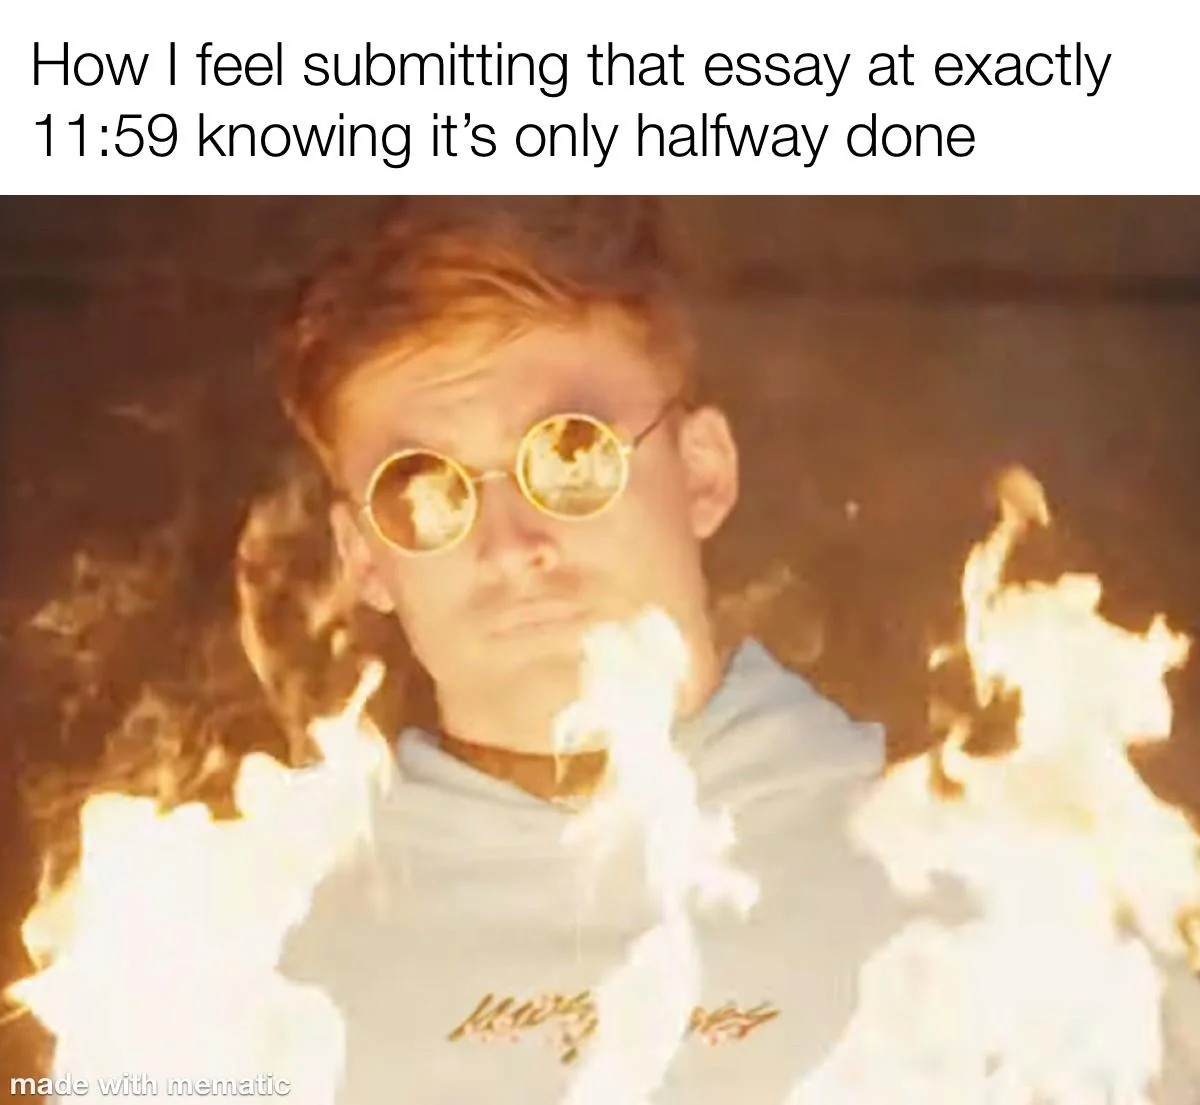 How I feel submitting that essay at exactly
11:59 knowing it’s only halfway done
made with mematic